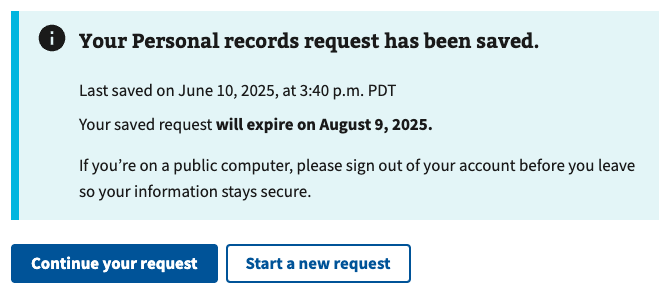 Your Personal records request has been saved.
Last saved on June 10, 2025, at 3:40 p.m. PDT
Your saved request will expire on August 9, 2025.
If you’re on a public computer, please sign out of your account before you leave
so your information stays secure.
Continue your request
Start a new request